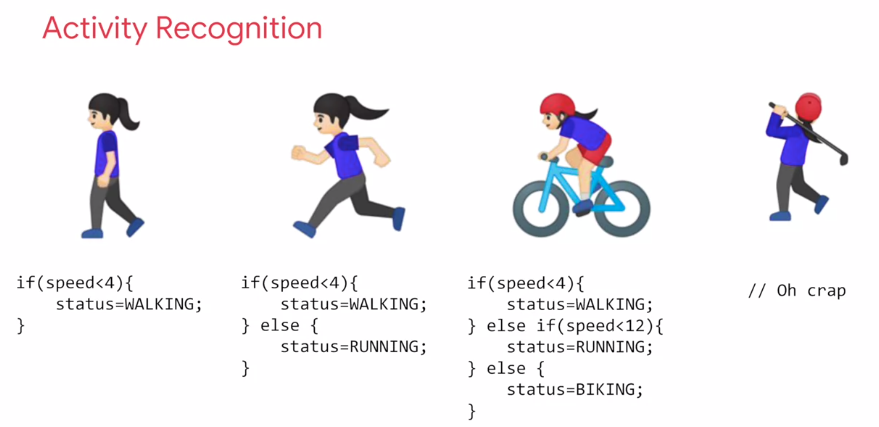 Activity Recognition
if(speed<4){
    status=WALKING;
}
if(speed<4){
    status=WALKING;
} else {
    status=RUNNING;
}
if(speed<4){
    status=WALKING;
} else if(speed<12){
    status=RUNNING;
} else {
    status=BIKING;
}
// Oh crap